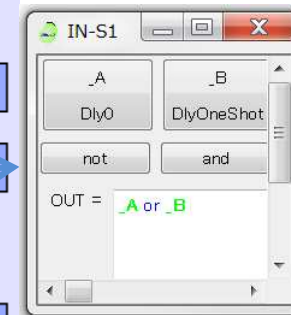 IN-S1
_A
_B
Dly0
DlyOneShot
not
and
OUT =
_A or _B